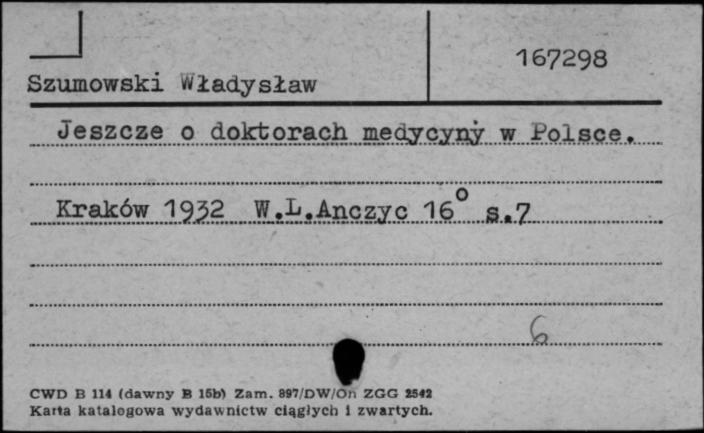 167298
Szumowski Władysław
Jeszcze o doktorach medycyny w Polsce.
Kraków 1932 W.L.Anczyc 16° s.7
6
CWD B 114 (dawny B 15b) Zam. 897/DW/On ZGG 2542
Karta katalogowa wydawnictw ciągłych i zwartych.